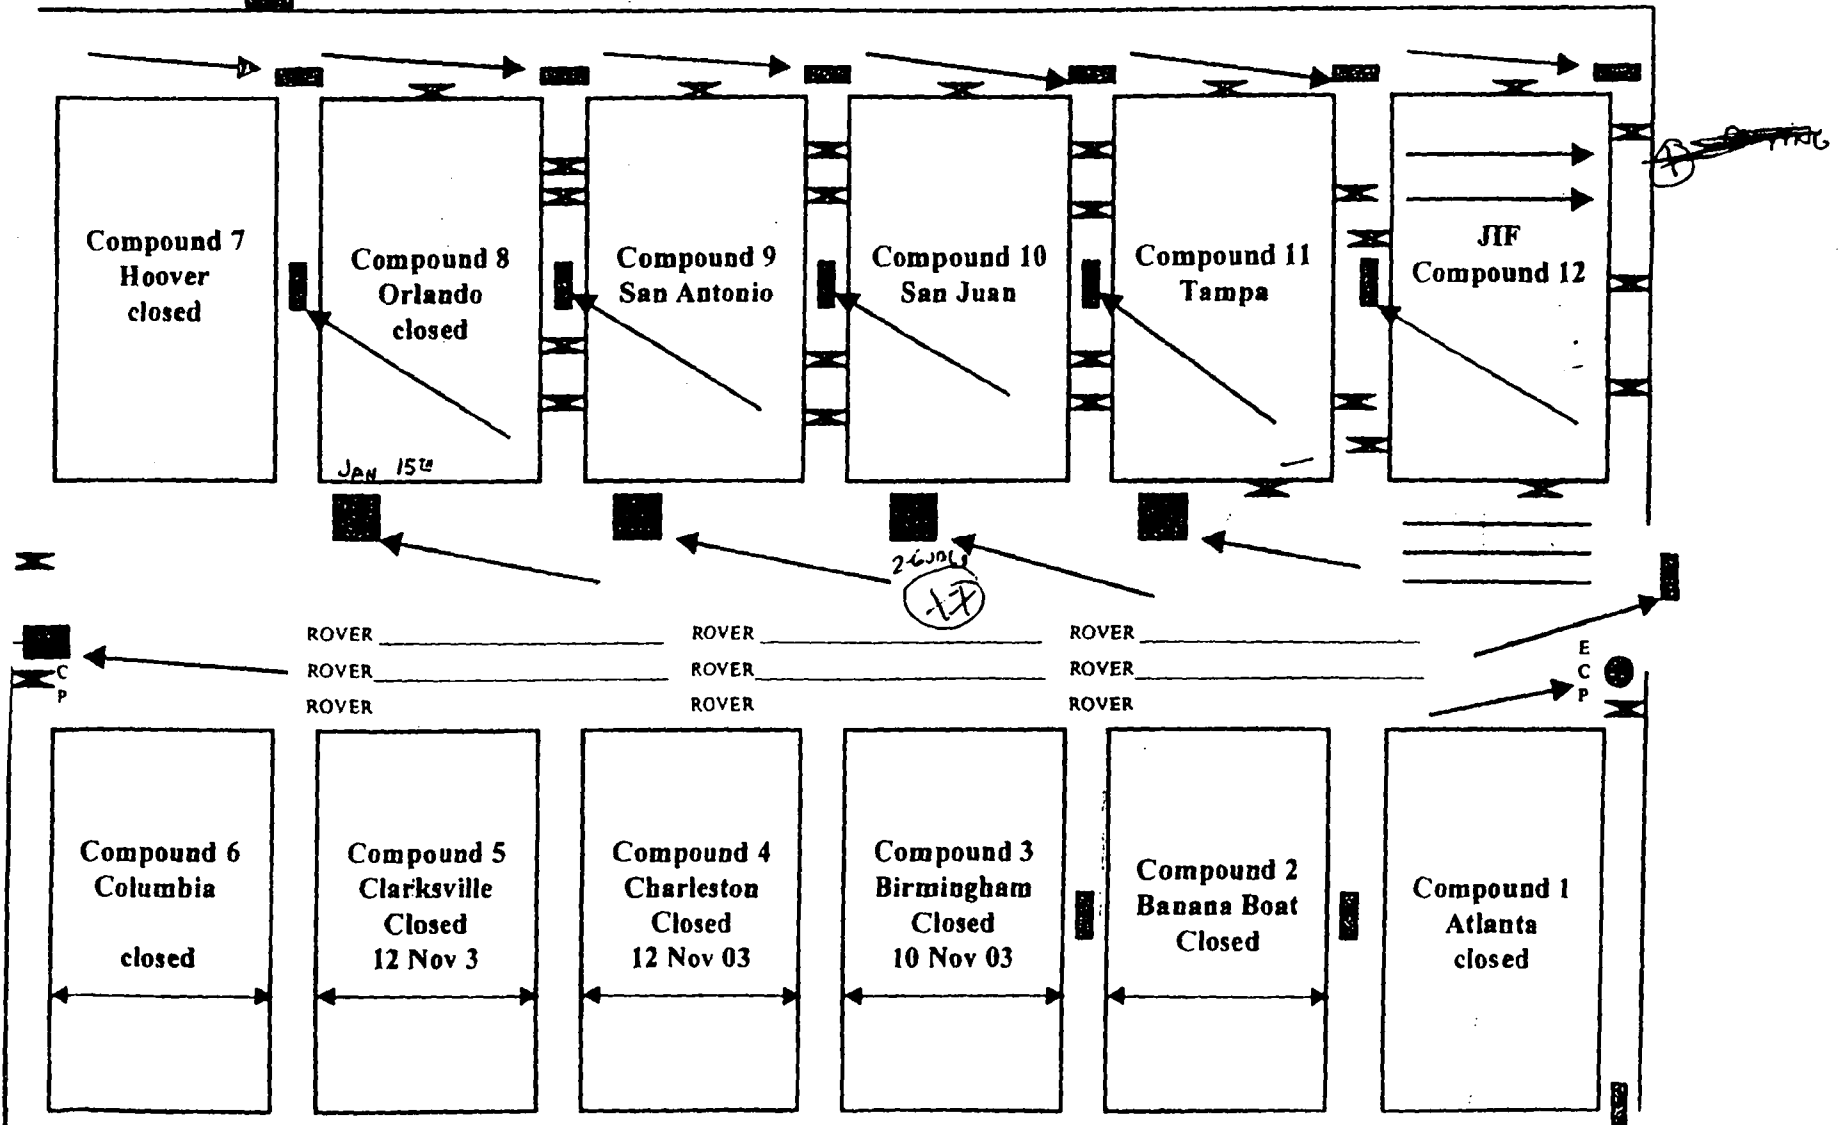 Compound 7
Hoover
closed
Compound 8
Orlando
closed
JAN 15TH
Compound 9
San Antonio
Compound 10
San Juan
Compound 11
Tampa
JIF
Compound 12
ROVER
ROVER
ROVER
ROVER
ROVER
ROVER
ROVER
ROVER
ROVER
C
P
E
C
P
Compound 6
Columbia
closed
Compound 5
Clarksville
Closed
12 Nov 3
Compound 4
Charleston
Closed
12 Nov 03
Compound 3
Birmingham
Closed
10 Nov 03
Compound 2
Banana Boat
Closed
Compound 1
Atlanta
closed